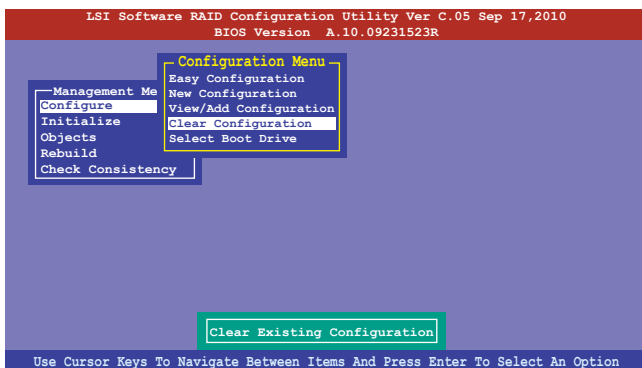 LSI Software RAID Configuration Utility Ver C.05 Sep 17,2010
BIOS Version A.10.09231523R
Configuration Menu
Easy Configuration
New Configuration
View/Add Configuration
Clear Configuration
Select Boot Drive
Management Me
Configure
Initialize
Objects
Rebuild
Check Consistency
Clear Existing Configuration
Use Cursor Keys To Navigate Between Items And Press Enter To Select An Option